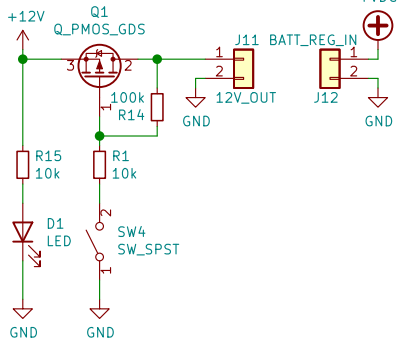 +12V
Q1
Q_PMOS_GDS
3
2
1
100k
R14
1
2
J11
12V_OUT
BATT_REG_IN
1
2
J12
GND
GND
R15
10k
R1
10k
D1
LED
2
SW4
SW_SPST
1
GND
GND